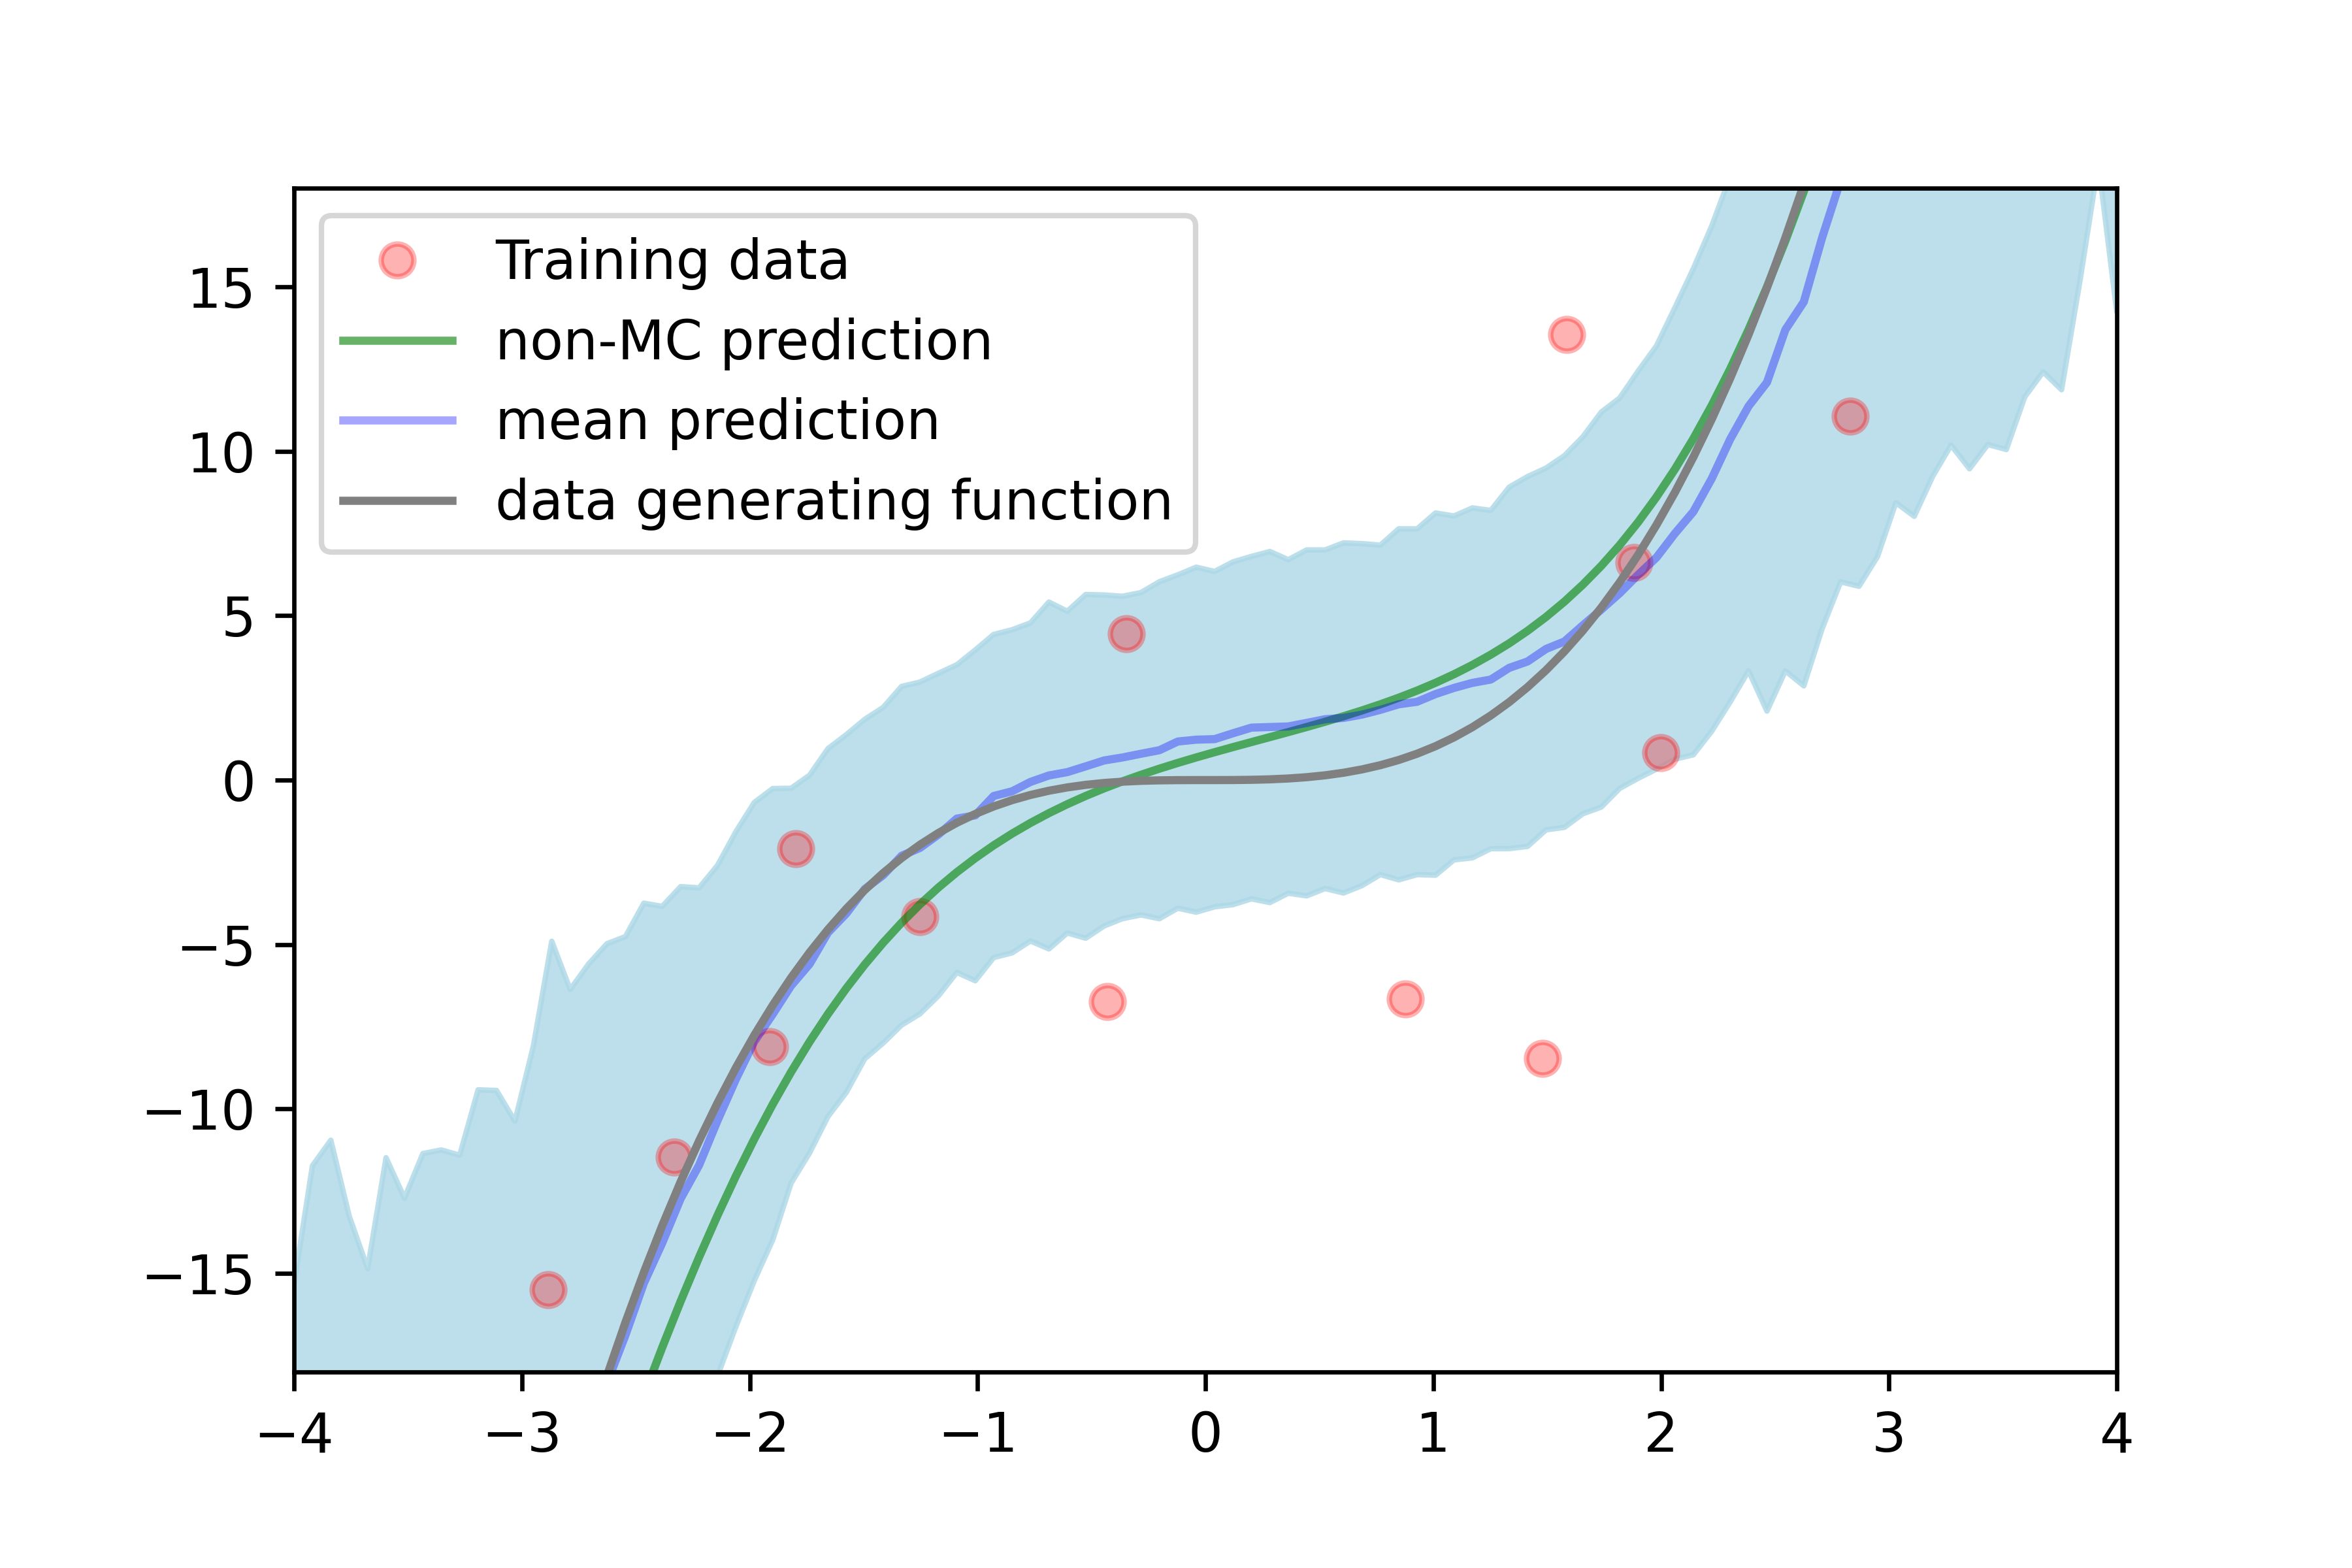 Training data
non-MC prediction
mean prediction
data generating function
15
10
5
0
−5
−10
−15
−4 −3 −2 −1 0 1 2 3 4